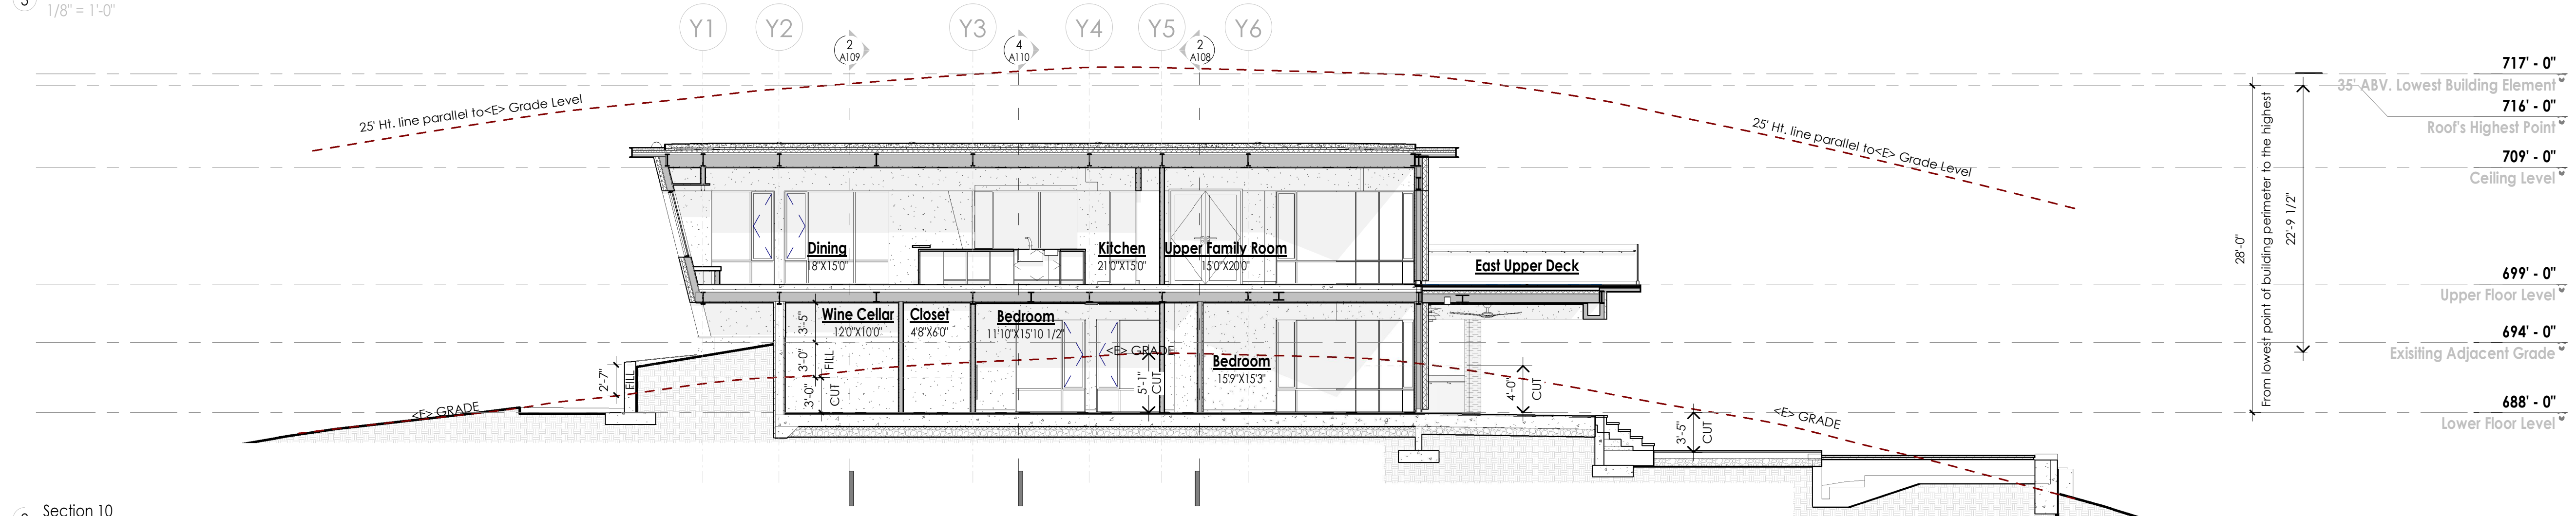 3
1/8" = 1'-0"
Y1
Y2
Y3
Y4
Y5
Y6
2
A109
4
A110
2
A108
717' - 0"
35' ABV. Lowest Building Element
716' - 0"
Roof's Highest Point
709' - 0"
Ceiling Level
699' - 0"
Upper Floor Level
694' - 0"
Exisiting Adjacent Grade
688' - 0"
Lower Floor Level
25' Ht. line parallel to<E> Grade Level
25' Ht. line parallel to<E> Grade Level
28'-0"
From lowest point of building perimeter to the highest
22'-9 1/2"
Dining
18"X15'0"
Kitchen
21'0"X15'0"
Upper Family Room
15'0"X20'0"
East Upper Deck
Wine Cellar
12'0"X10'0"
Closet
4'8"X6'0"
Bedroom
11'10"X15'10 1/2"
Bedroom
15'9"X15'3"
3'-5"
3'-0"
FILL
3'-0"
CUT
2'-7"
FILL
<E> GRADE
<E> GRADE
5'-1"
CUT
4'-0"
CUT
3'-5"
CUT
<E> GRADE
Section 10